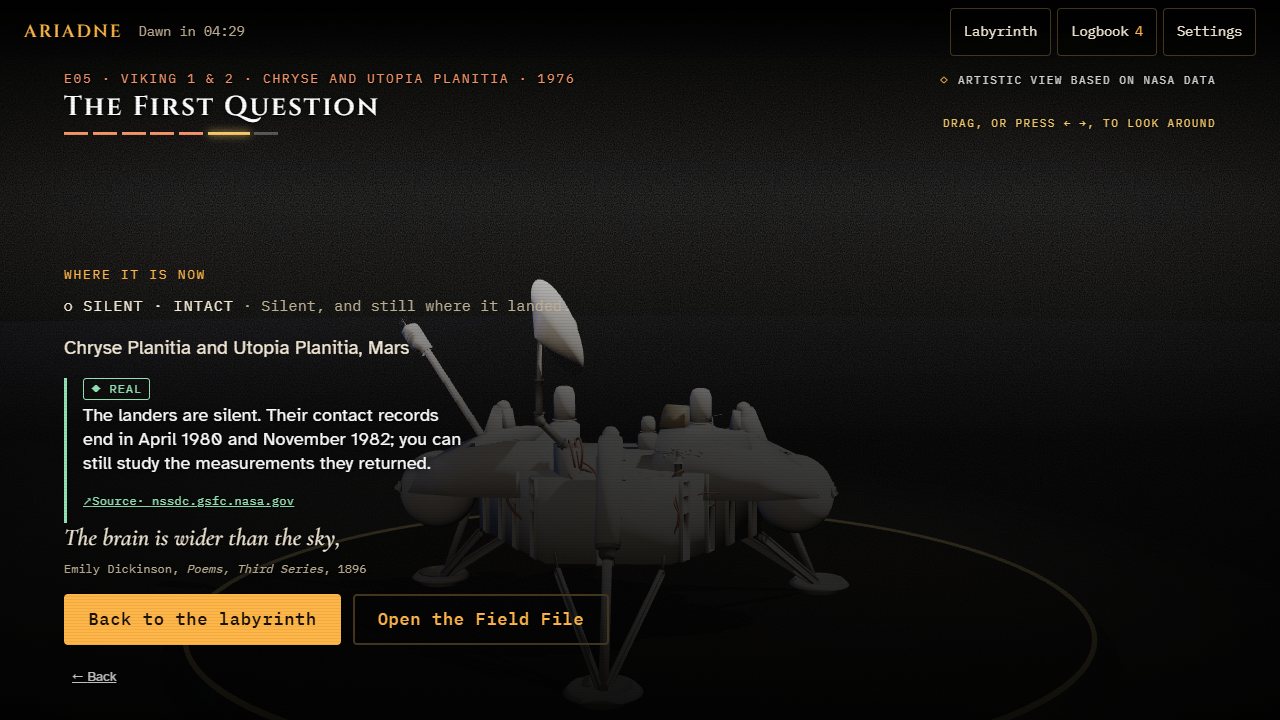 ARIADNE Dawn in 04:29 Labyrinth Logbook 4 Settings
E05 · VIKING 1 & 2 · CHRYSE AND UTOPIA PLANITIA · 1976
The First Question
◇ ARTISTIC VIEW BASED ON NASA DATA
DRAG, OR PRESS ← →, TO LOOK AROUND
WHERE IT IS NOW
o SILENT · INTACT · Silent, and still where it landed
Chryse Planitia and Utopia Planitia, Mars
◆ REAL
The landers are silent. Their contact records
end in April 1980 and November 1982; you can
still study the measurements they returned.
↗Source· nssdc.gsfc.nasa.gov
The brain is wider than the sky,
Emily Dickinson, Poems, Third Series, 1896
Back to the labyrinth Open the Field File
← Back